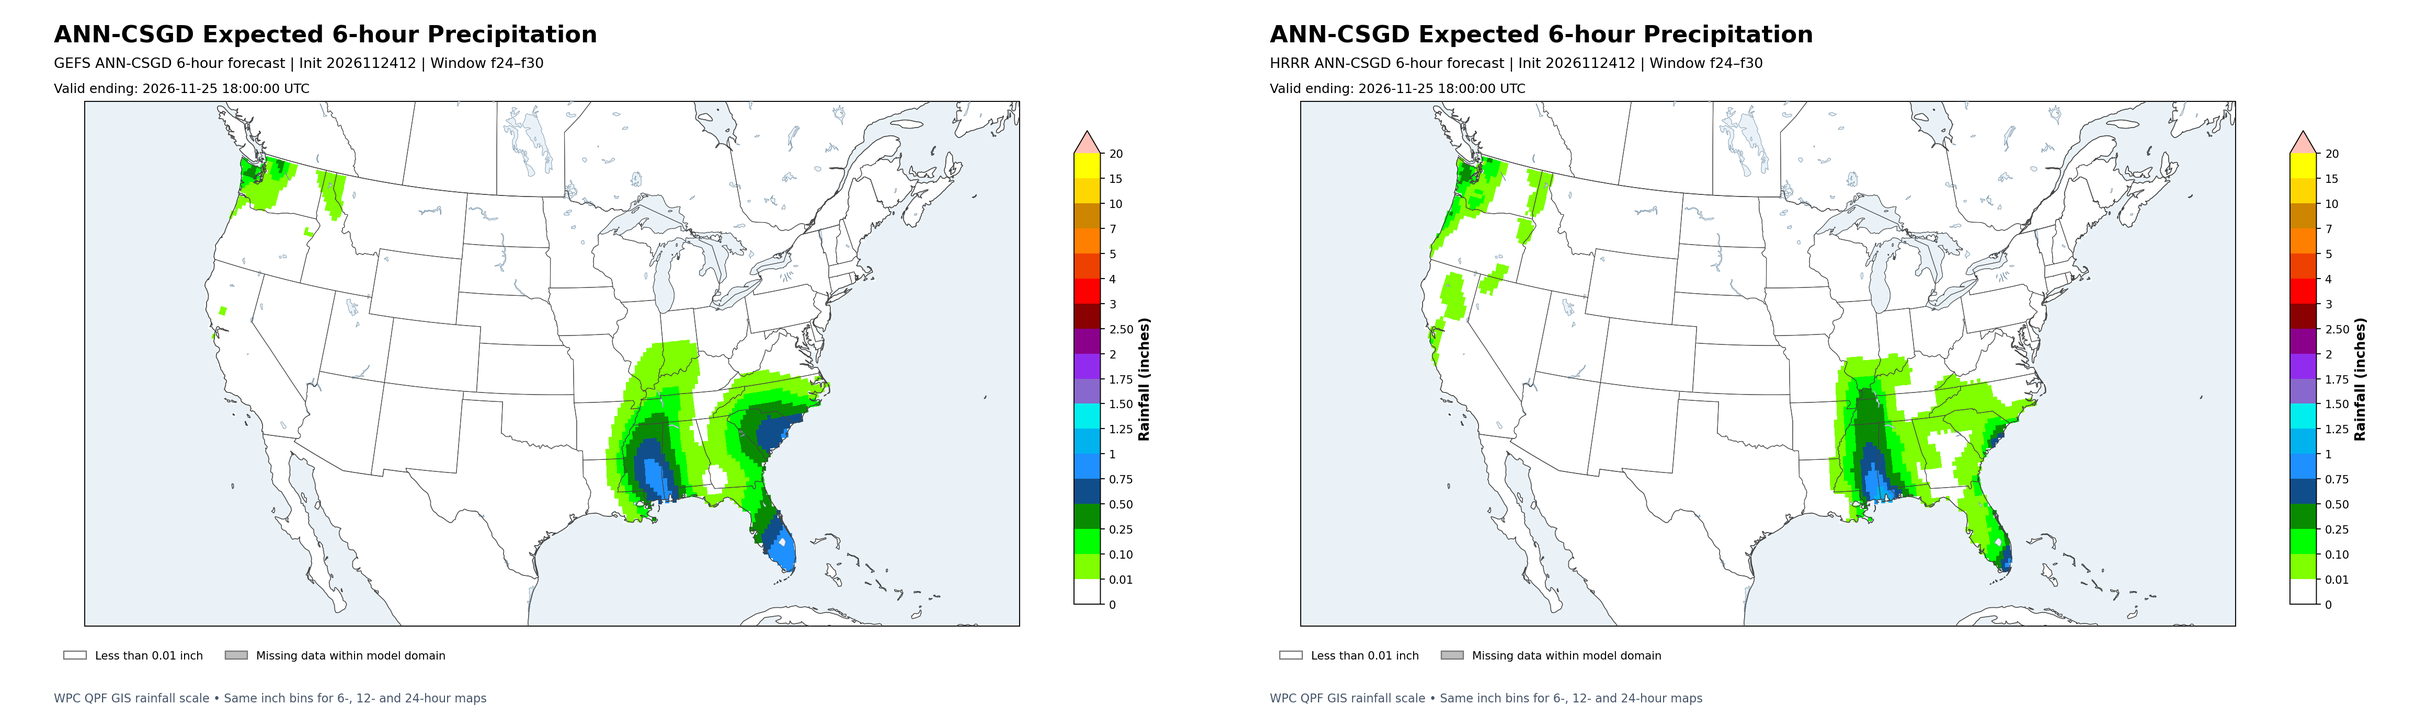 ANN-CSGD Expected 6-hour Precipitation
GEFS ANN-CSGD 6-hour forecast | Init 2026112412 | Window f24–f30
Valid ending: 2026-11-25 18:00:00 UTC
20
15
10
7
5
4
3
2.50
2
1.75
1.50
1.25
1
0.75
0.50
0.25
0.10
0.01
0
Rainfall (inches)
Less than 0.01 inch
Missing data within model domain
WPC QPF GIS rainfall scale • Same inch bins for 6-, 12- and 24-hour maps
ANN-CSGD Expected 6-hour Precipitation
HRRR ANN-CSGD 6-hour forecast | Init 2026112412 | Window f24–f30
Valid ending: 2026-11-25 18:00:00 UTC
20
15
10
7
5
4
3
2.50
2
1.75
1.50
1.25
1
0.75
0.50
0.25
0.10
0.01
0
Rainfall (inches)
Less than 0.01 inch
Missing data within model domain
WPC QPF GIS rainfall scale • Same inch bins for 6-, 12- and 24-hour maps